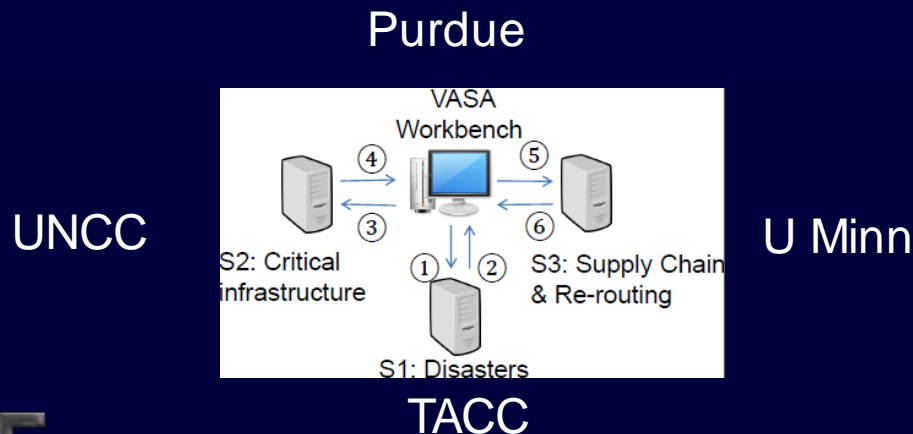 Purdue
VASA
Workbench
④
⑤
③
⑥
UNCC
U Minn
S2: Critical
infrastructure
①
②
S3: Supply Chain
& Re-routing
S1: Disasters
TACC